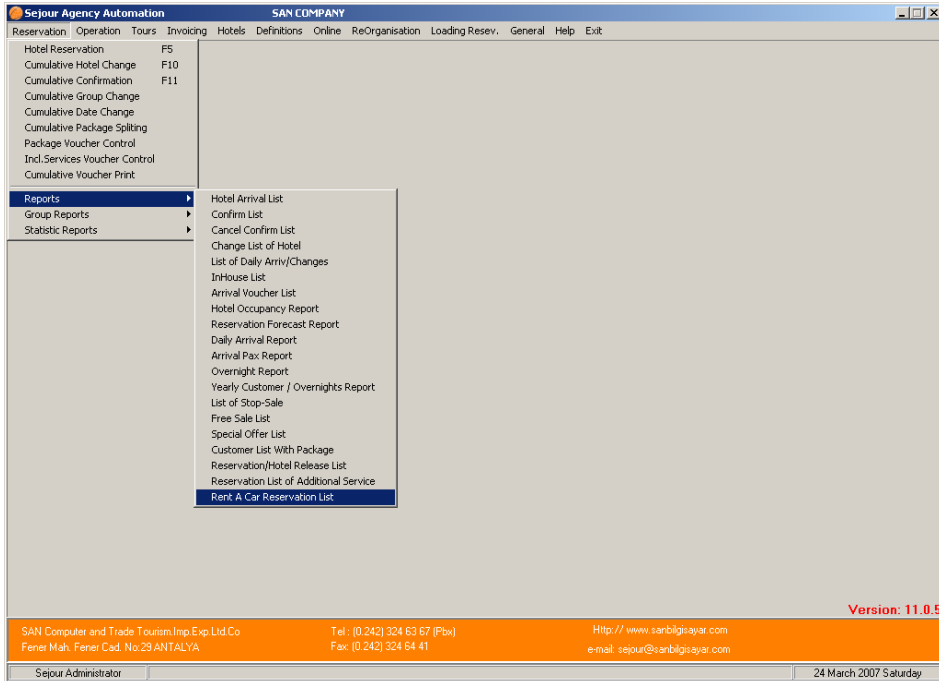 Sejour Agency Automation SAN COMPANY
Reservation Operation Tours Invoicing Hotels Definitions Online ReOrganisation Loading Resev. General Help Exit
Hotel Reservation F5
Cumulative Hotel Change F10
Cumulative Confirmation F11
Cumulative Group Change
Cumulative Date Change
Cumulative Package Spliting
Package Voucher Control
Incl.Services Voucher Control
Cumulative Voucher Print
Reports
Group Reports
Statistic Reports
Hotel Arrival List
Confirm List
Cancel Confirm List
Change List of Hotel
List of Daily Arriv/Changes
InHouse List
Arrival Voucher List
Hotel Occupancy Report
Reservation Forecast Report
Daily Arrival Report
Arrival Pax Report
Overnight Report
Yearly Customer / Overnights Report
List of Stop-Sale
Free Sale List
Special Offer List
Customer List With Package
Reservation/Hotel Release List
Reservation List of Additional Service
Rent A Car Reservation List
Version: 11.0.5
SAN Computer and Trade Tourism.Imp.Exp.Ltd.Co Tel : (0.242) 324 63 67 (Pbx) Http:// www.sanbilgisayar.com
Fener Mah. Fener Cad. No:29 ANTALYA Fax: (0.242) 324 64 41 e-mail: sejour@sanbilgisayar.com
Sejour Administrator 24 March 2007 Saturday